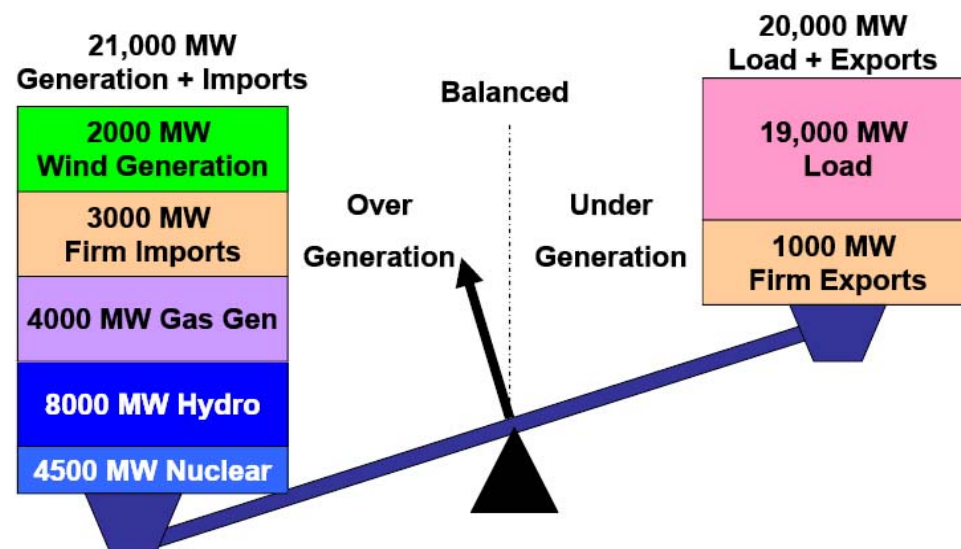 21,000 MW
Generation + Imports
2000 MW
Wind Generation
3000 MW
Firm Imports
4000 MW Gas Gen
8000 MW Hydro
4500 MW Nuclear
Balanced
Over
Generation
Under
Generation
20,000 MW
Load + Exports
19,000 MW
Load
1000 MW
Firm Exports